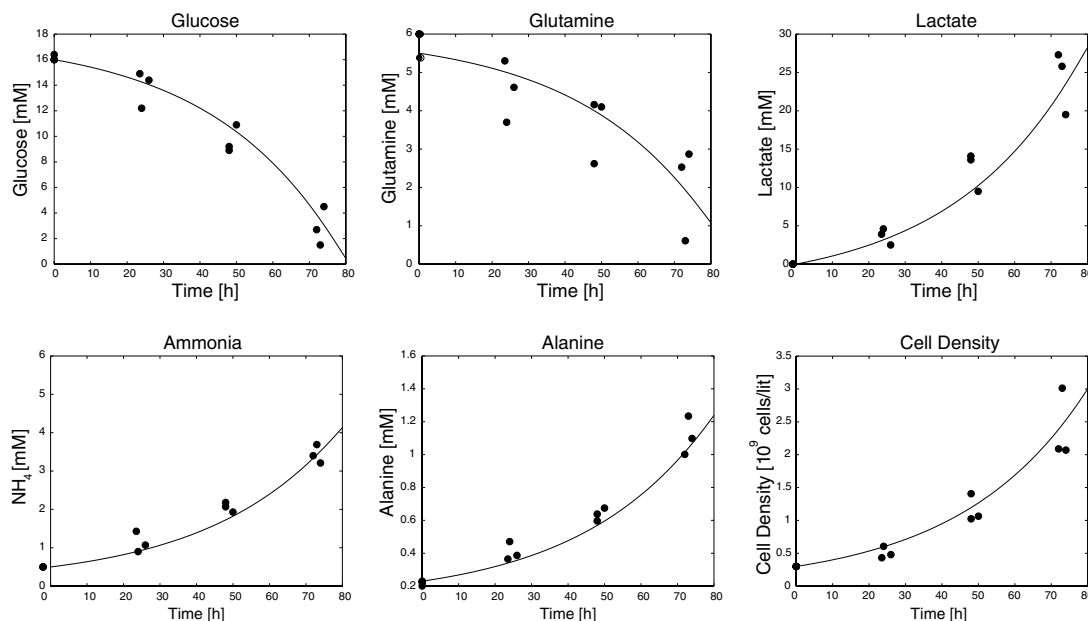 Glucose
Glucose [mM]
18
16
14
12
10
8
6
4
2
0
0 10 20 30 40 50 60 70 80
Time [h]
Glutamine
Glutamine [mM]
6
5
4
3
2
1
0
0 10 20 30 40 50 60 70 80
Time [h]
Lactate
Lactate [mM]
30
25
20
15
10
5
0
0 10 20 30 40 50 60 70 80
Time [h]
Ammonia
NH4 [mM]
6
5
4
3
2
1
0
0 10 20 30 40 50 60 70 80
Time [h]
Alanine
Alanine [mM]
1.6
1.4
1.2
1.0
0.8
0.6
0.4
0.2
0 10 20 30 40 50 60 70 80
Time [h]
Cell Density
Cell Density [10^9 cells/lit]
3.5
3
2.5
2
1.5
1
0.5
0
0 10 20 30 40 50 60 70 80
Time [h]